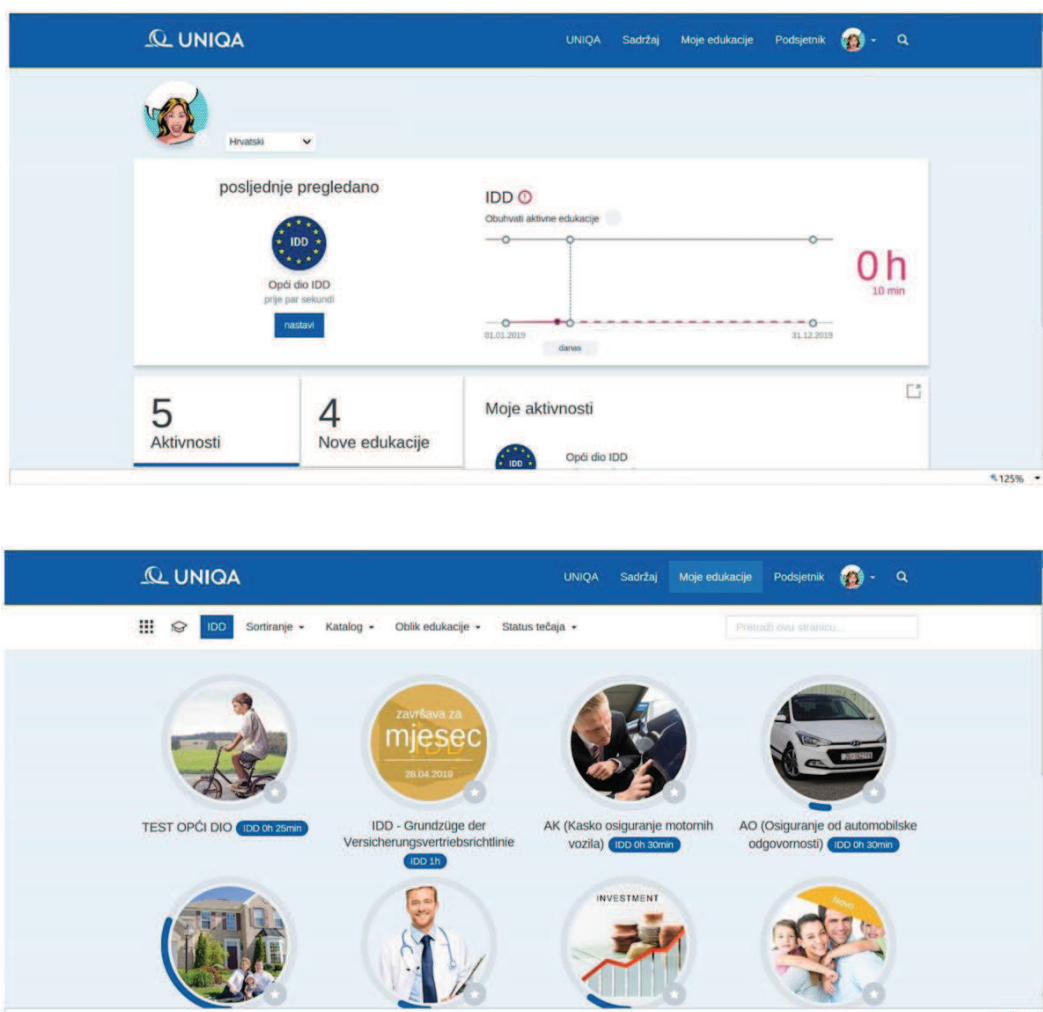 UNIQA
UNIQA Sadržaj Moje edukacije Podsjetnik
Hrvatski
posljednje pregledano
IDD
Opći dio IDD
prije par sekundi
nastavi
IDD
Obuhvati aktivne edukacije
01.01.2019
danas
31.12.2019
0 h
10 min
5
Aktivnosti
4
Nove edukacije
Moje aktivnosti
IDD
Opći dio IDD
125%
UNIQA
UNIQA Sadržaj Moje edukacije Podsjetnik
IDD Sortiranje Katalog Oblik edukacije Status tečaja Pretraži ovu stranicu...
završava za
mjesec
IDD
28.04.2019
TEST OPĆI DIO IDD 0h 25min
IDD - Grundzüge der
Versicherungsvertriebsrichtlinie
IDD 1h
AK (Kasko osiguranje motornih
vozila) IDD 0h 30min
AO (Osiguranje od automobilske
odgovornosti) IDD 0h 30min
INVESTMENT
Novo